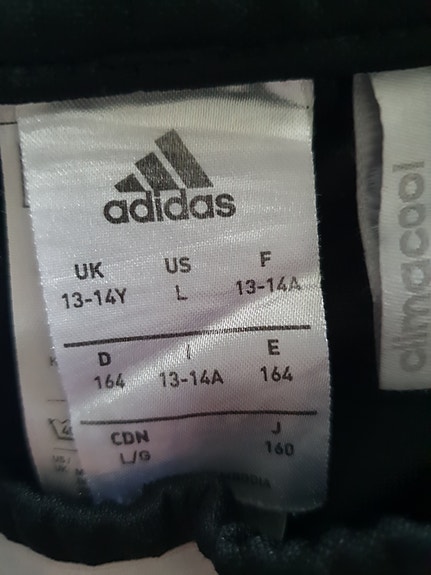 adidas
UK US F
13-14Y L 13-14A
D I E
164 13-14A 164
CDN J
L/G 160
climacool